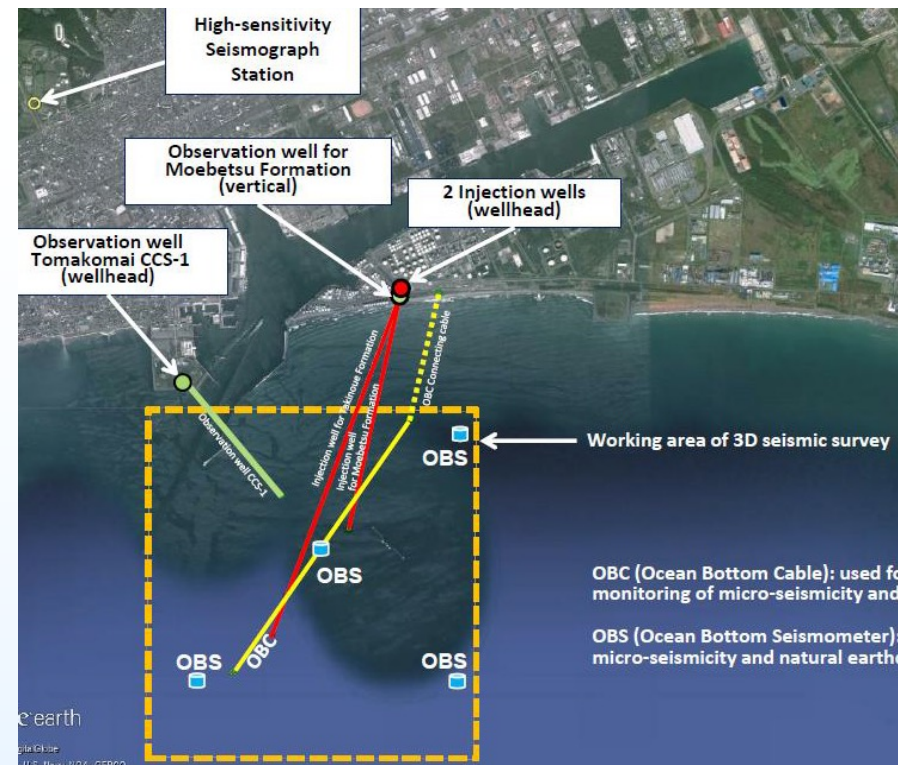 High-sensitivity
Seismograph
Station
Observation well for
Moebetsu Formation
(vertical)
2 Injection wells
(wellhead)
Observation well
Tomakomai CCS-1
(wellhead)
Injection well for Takinoue Formation
Injection well
for Moebetsu Formation
OBC Connecting cable
Observation well CCS-1
OBS
Working area of 3D seismic survey
OBS
OBC
OBS
OBS
OBC (Ocean Bottom Cable): used fo
monitoring of micro-seismicity and
OBS (Ocean Bottom Seismometer):
micro-seismicity and natural earth
e earth
gital Globe